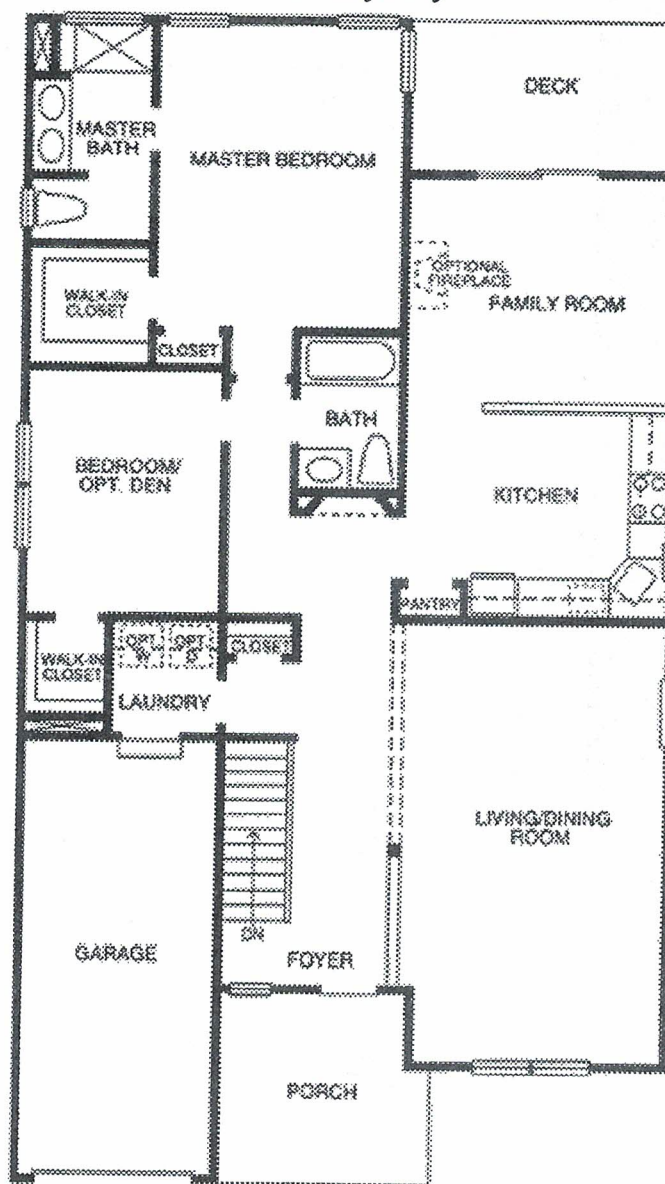 DECK
MASTER
BATH
MASTER BEDROOM
OPTIONAL
FIREPLACE
FAMILY ROOM
WALK-IN
CLOSET
CLOSET
BATH
BEDROOM/
OPT. DEN
KITCHEN
PANTRY
OPT
W
OPT
D
CLOSET
WALK-IN
CLOSET
LAUNDRY
LIVING/DINING
ROOM
DN
GARAGE
FOYER
PORCH